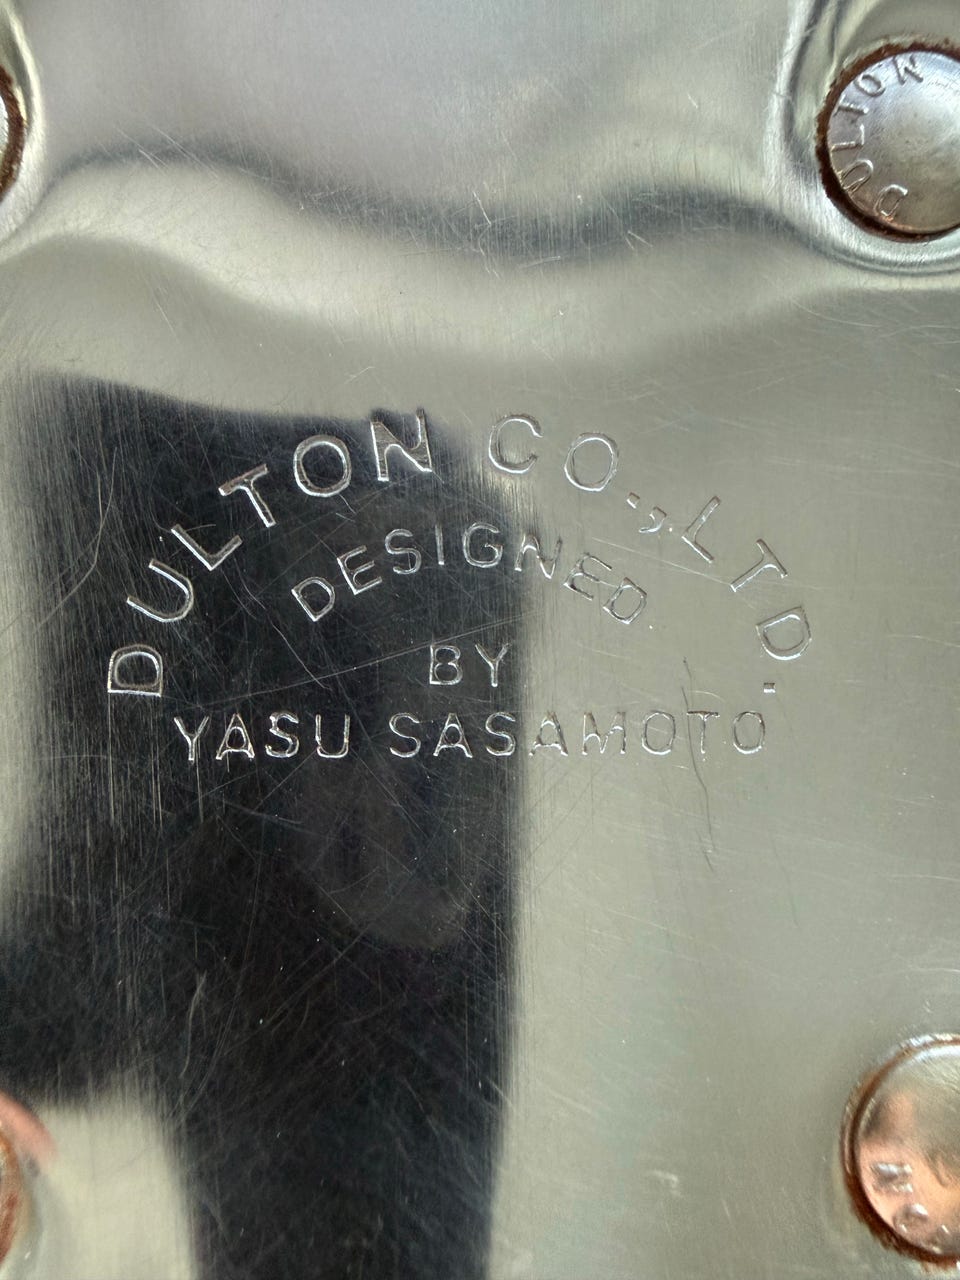 DULTON
DULTON CO.,LTD.
DESIGNED
BY
YASU SASAMOTO